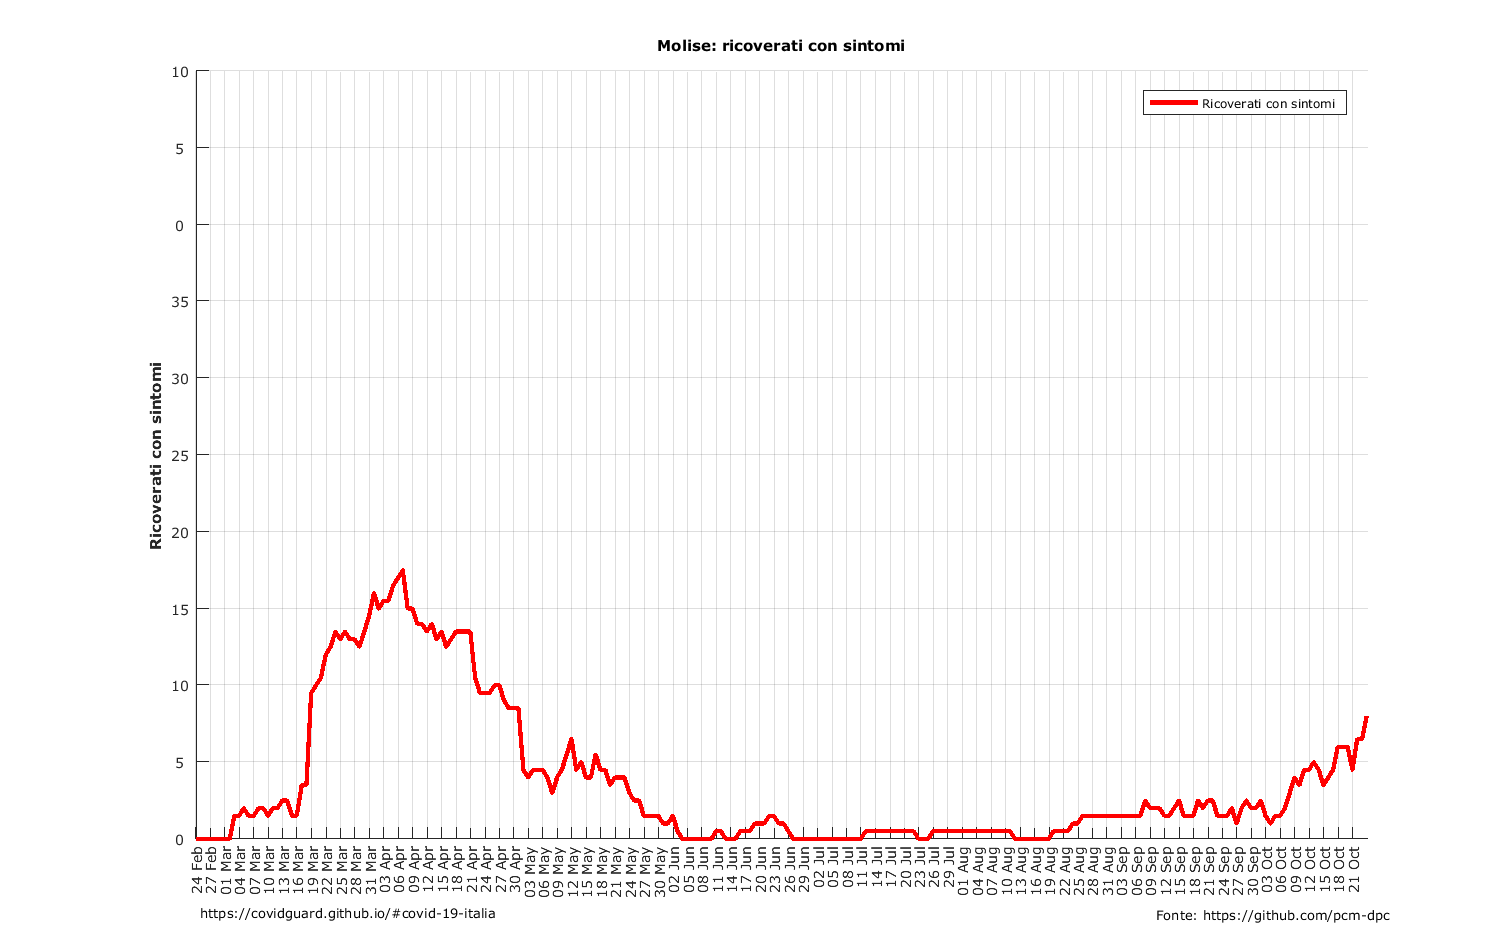 Molise: ricoverati con sintomi
Ricoverati con sintomi
10
5
0
35
30
25
20
15
10
5
0
Ricoverati con sintomi
24 Feb
27 Feb
01 Mar
04 Mar
07 Mar
10 Mar
13 Mar
16 Mar
19 Mar
22 Mar
25 Mar
28 Mar
31 Mar
03 Apr
06 Apr
09 Apr
12 Apr
15 Apr
18 Apr
21 Apr
24 Apr
27 Apr
30 Apr
03 May
06 May
09 May
12 May
15 May
18 May
21 May
24 May
27 May
30 May
02 Jun
05 Jun
08 Jun
11 Jun
14 Jun
17 Jun
20 Jun
23 Jun
26 Jun
29 Jun
02 Jul
05 Jul
08 Jul
11 Jul
14 Jul
17 Jul
20 Jul
23 Jul
26 Jul
29 Jul
01 Aug
04 Aug
07 Aug
10 Aug
13 Aug
16 Aug
19 Aug
22 Aug
25 Aug
28 Aug
31 Aug
03 Sep
06 Sep
09 Sep
12 Sep
15 Sep
18 Sep
21 Sep
24 Sep
27 Sep
30 Sep
03 Oct
06 Oct
09 Oct
12 Oct
15 Oct
18 Oct
21 Oct
https://covidguard.github.io/#covid-19-italia
Fonte: https://github.com/pcm-dpc